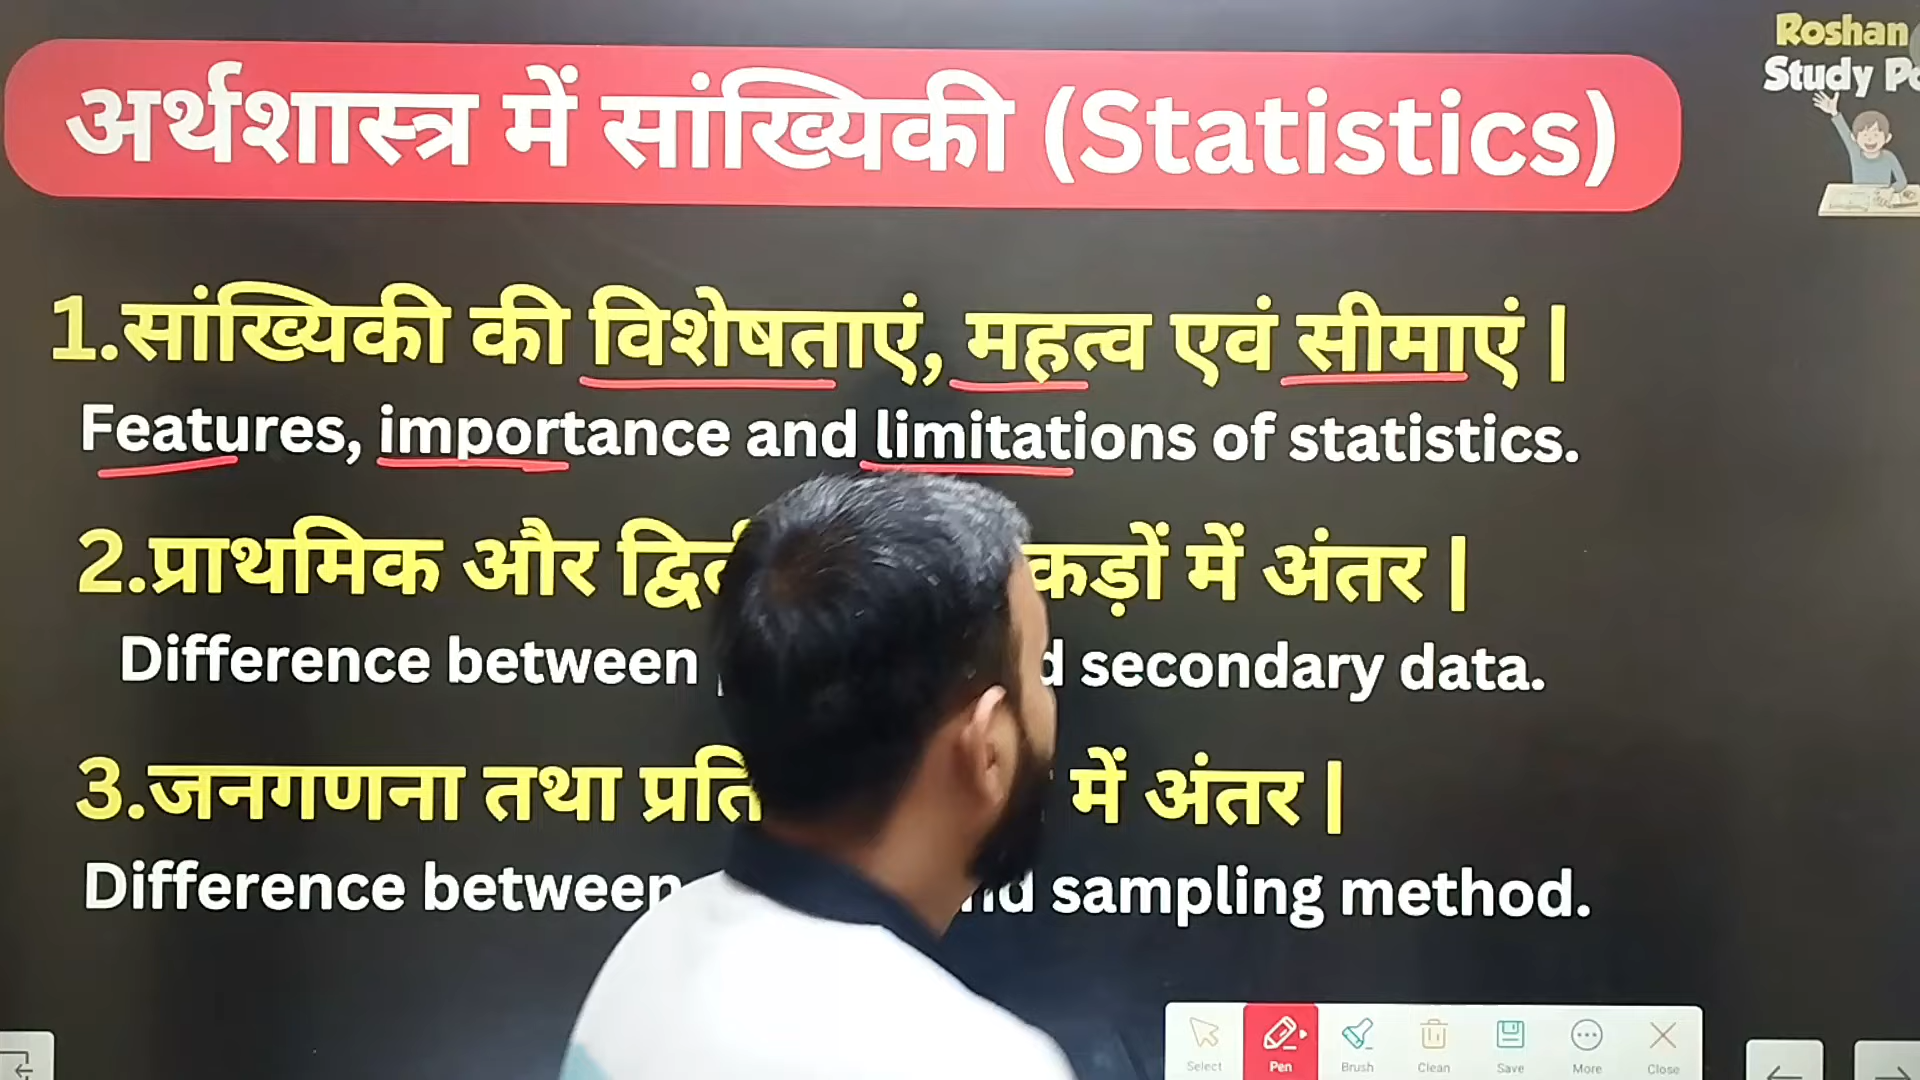 Roshan
Study
अर्थशास्त्र में सांख्यिकी (Statistics)
1.सांख्यिकी की विशेषताएं, महत्व एवं सीमाएं |
Features, importance and limitations of statistics.
2.प्राथमिक और में अंतर |
Difference between secondary data.
3.जनगणना तथा में अंतर |
Difference between sampling method.
Select Pen Brush Clean Save More Close